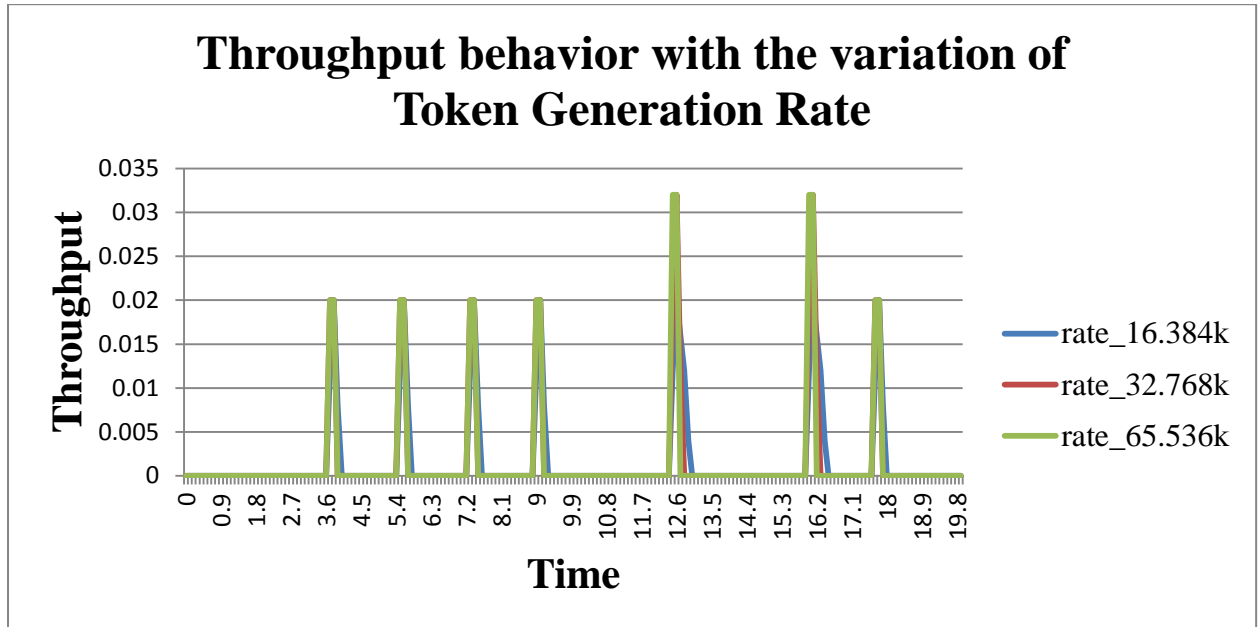 Throughput behavior with the variation of
Token Generation Rate
Throughput
0.035
0.03
0.025
0.02
0.015
0.01
0.005
0
0 0.9 1.8 2.7 3.6 4.5 5.4 6.3 7.2 8.1 9 9.9 10.8 11.7 12.6 13.5 14.4 15.3 16.2 17.1 18 18.9 19.8
Time
rate_16.384k
rate_32.768k
rate_65.536k